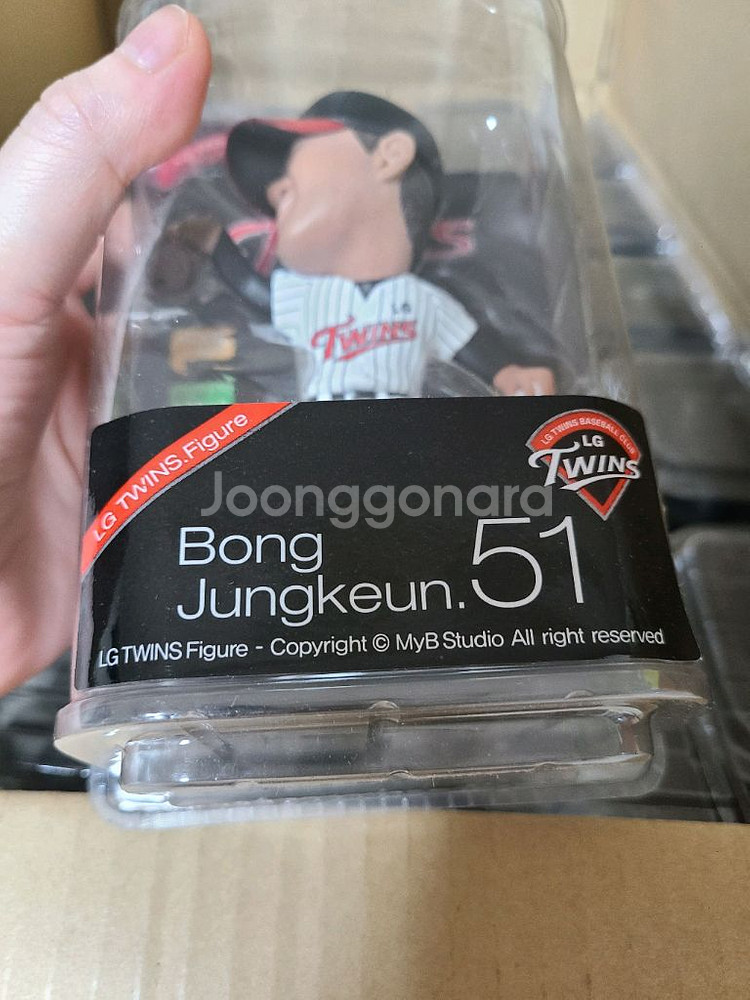 LG
TWINS
LG TWINS.Figure
LG TWINS BASEBALL CLUB
LG
TWINS
Joonggonara
Bong
Jungkeun.51
LG TWINS Figure - Copyright © MyB Studio All right reserved